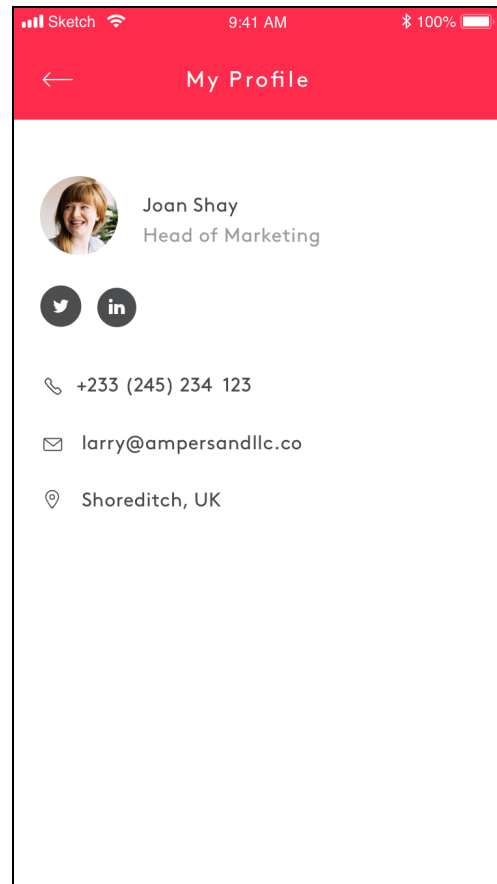 Sketch 9:41 AM 100%
My Profile
Joan Shay
Head of Marketing
in
+233 (245) 234 123
larry@ampersandllc.co
Shoreditch, UK